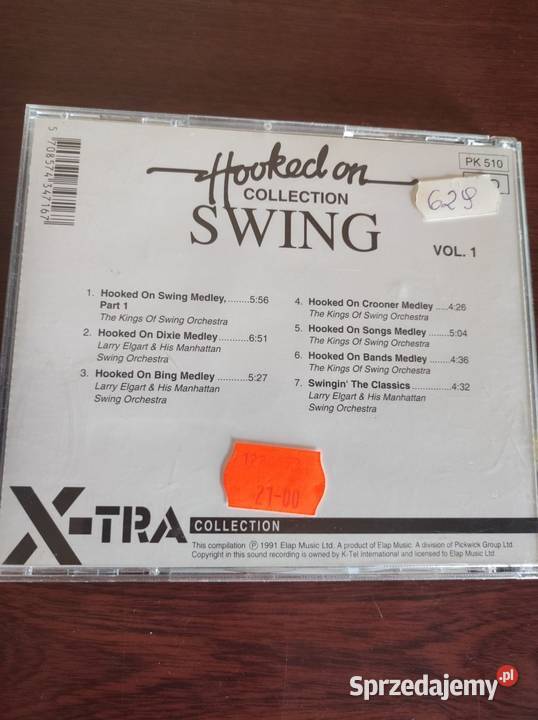 5 708574 347167
Hooked on
COLLECTION
SWING
PK 510
629
VOL. 1
1. Hooked On Swing Medley, ........5:56
Part 1
The Kings Of Swing Orchestra
2. Hooked On Dixie Medley ...........6:51
Larry Elgart & His Manhattan
Swing Orchestra
3. Hooked On Bing Medley ...........5:27
Larry Elgart & His Manhattan
Swing Orchestra
4. Hooked On Crooner Medley .....4:26
The Kings Of Swing Orchestra
5. Hooked On Songs Medley .......5:04
The Kings Of Swing Orchestra
6. Hooked On Bands Medley .......4:36
The Kings Of Swing Orchestra
7. Swingin' The Classics ..............4:32
Larry Elgart & His Manhattan
Swing Orchestra
21-00
X-TRA COLLECTION
This compilation Ⓟ 1991 Elap Music Ltd. A product of Elap Music. A division of Pickwick Group Ltd.
Copyright in this sound recording is owned by K-Tel International and licensed to Elap Music Ltd.
Sprzedajemy.pl